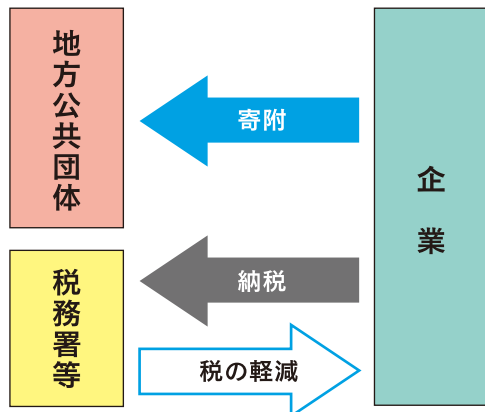 地方公共団体
寄附
企業
税務署等
納税
税の軽減